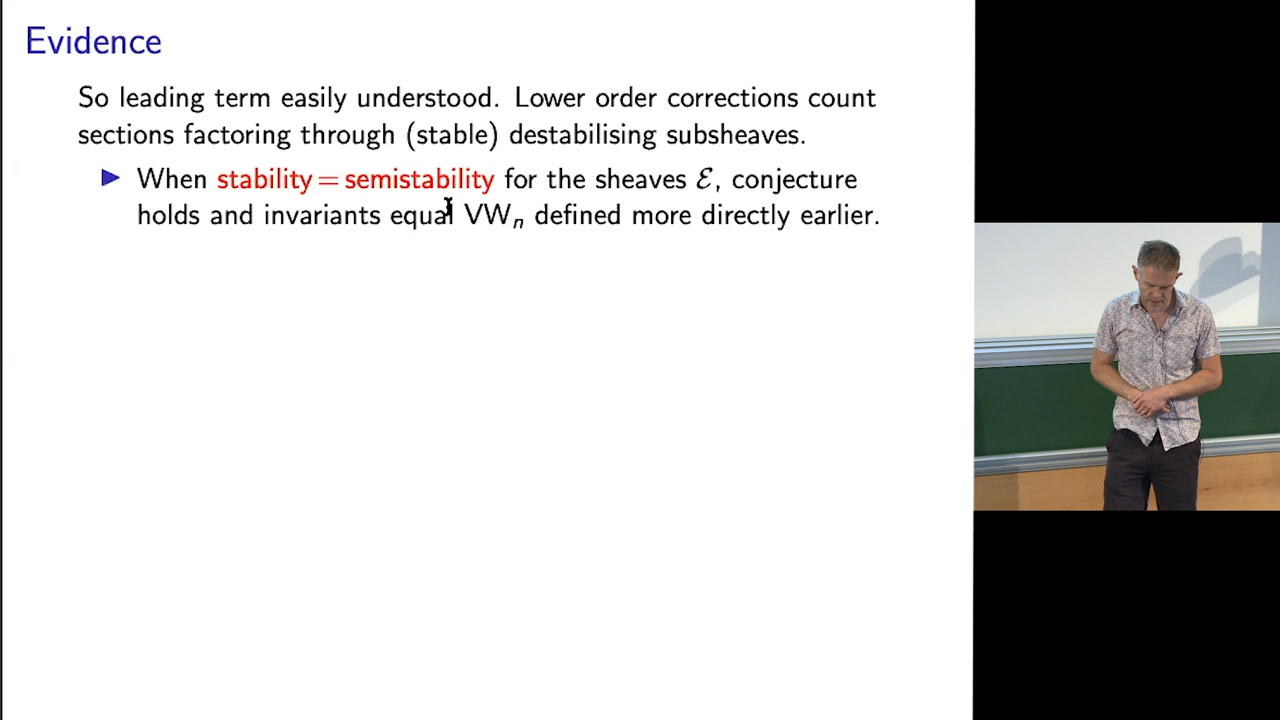 Evidence
So leading term easily understood. Lower order corrections count
sections factoring through (stable) destabilising subsheaves.
▶ When stability = semistability for the sheaves ℰ, conjecture
holds and invariants equal VWₙ defined more directly earlier.